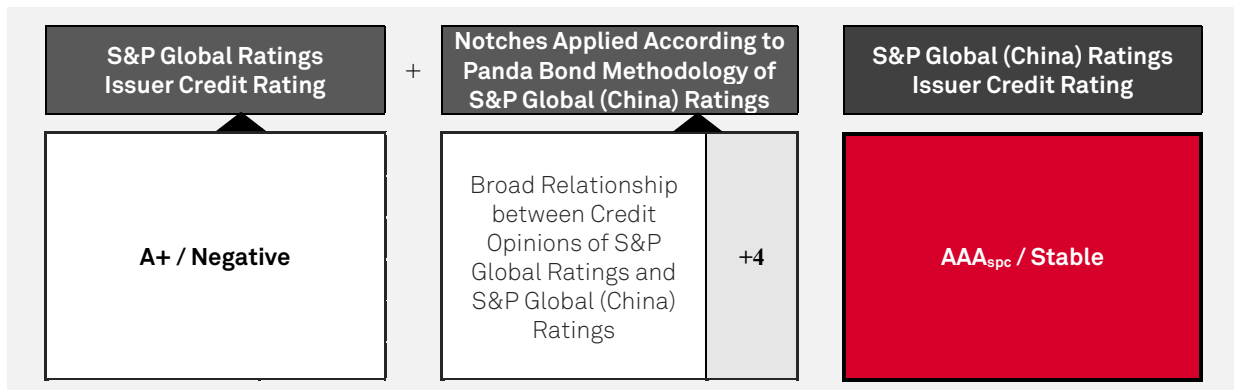 S&P Global Ratings
Issuer Credit Rating
+
Notches Applied According to
Panda Bond Methodology of
S&P Global (China) Ratings
S&P Global (China) Ratings
Issuer Credit Rating
A+ / Negative
Broad Relationship
between Credit
Opinions of S&P
Global Ratings and
S&P Global (China)
Ratings
+4
AAAspc / Stable